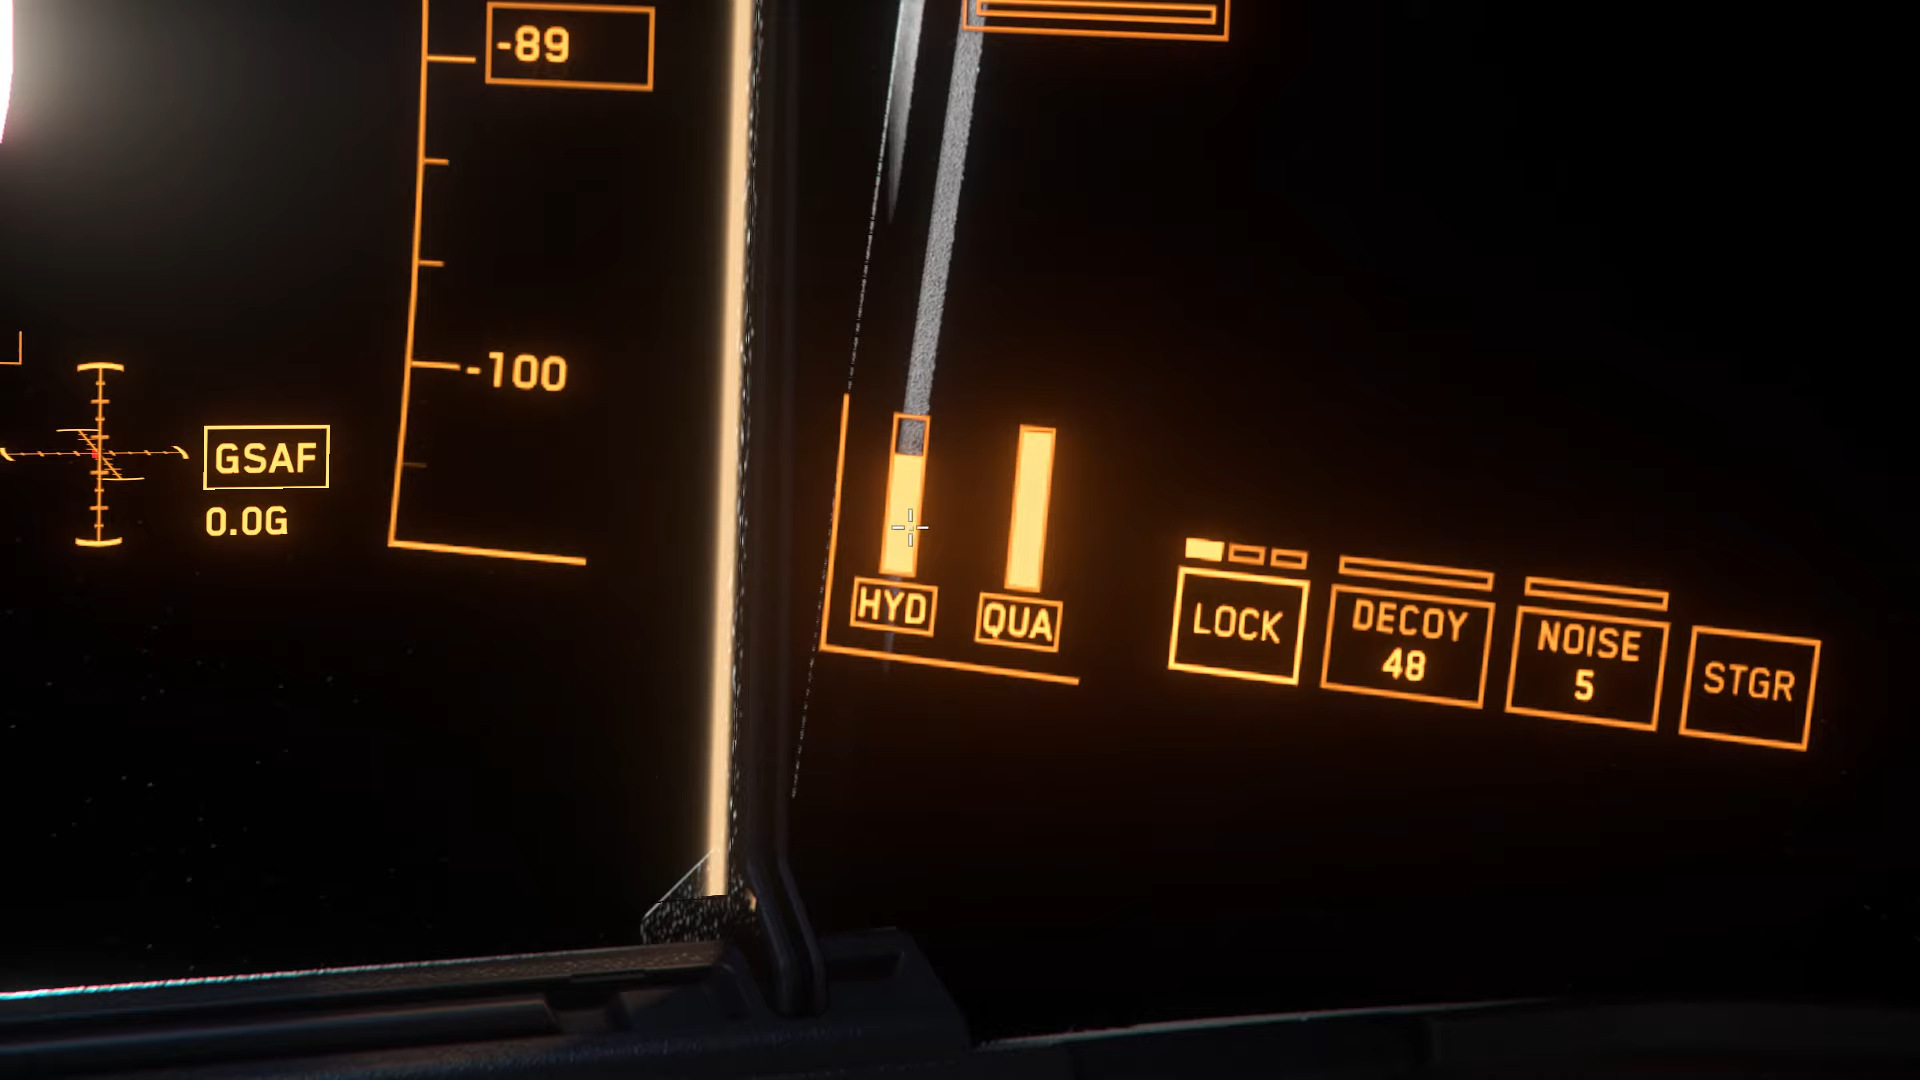 -89
-100
GSAF
0.0G
HYD
QUA
LOCK
DECOY
48
NOISE
5
STGR